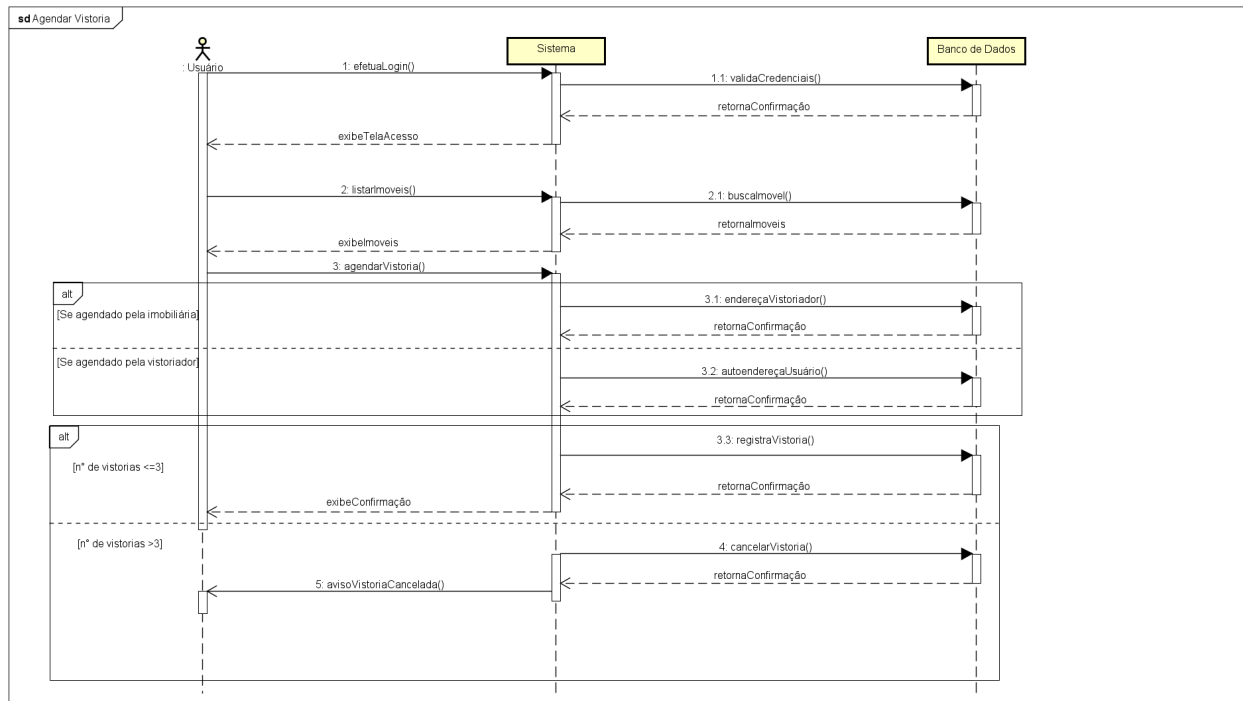 sd Agendar Vistoria
: Usuário
Sistema
Banco de Dados
1: efetuaLogin()
1.1: validaCredenciais()
retornaConfirmação
exibeTelaAcesso
2: listarImoveis()
2.1: buscaImovel()
retornaImoveis
exibeImoveis
3: agendarVistoria()
alt
[Se agendado pela imobiliária]
3.1: endereçaVistoriador()
retornaConfirmação
[Se agendado pela vistoriador]
3.2: autoendereçaUsuário()
retornaConfirmação
alt
3.3: registraVistoria()
[n° de vistorias <=3]
retornaConfirmação
exibeConfirmação
[n° de vistorias >3]
4: cancelarVistoria()
retornaConfirmação
5: avisoVistoriaCancelada()